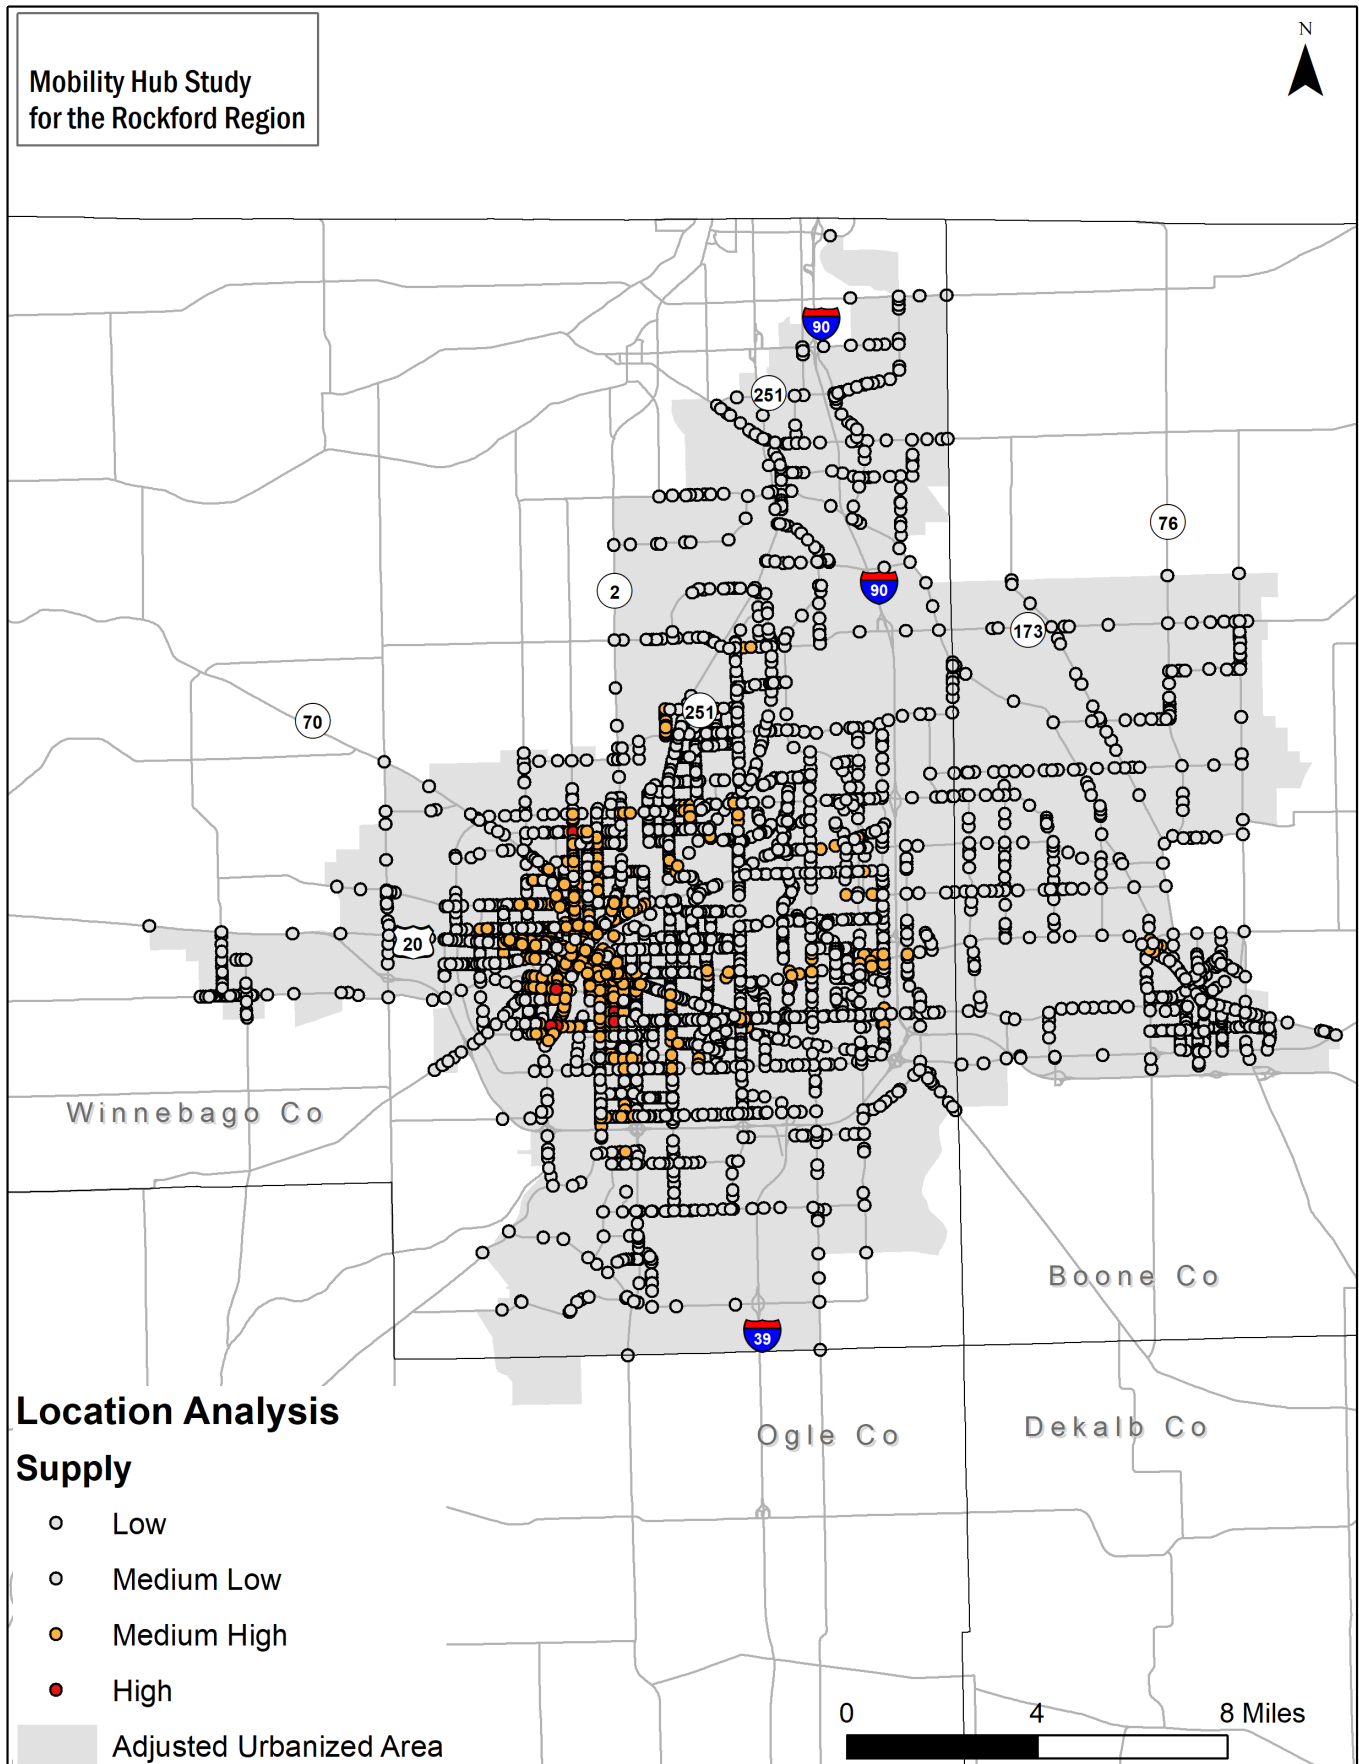 Mobility Hub Study
for the Rockford Region
N
90
251
76
2
90
173
251
70
20
Winnebago Co
Boone Co
39
Ogle Co
Dekalb Co
Location Analysis
Supply
Low
Medium Low
Medium High
High
Adjusted Urbanized Area
0 4 8 Miles